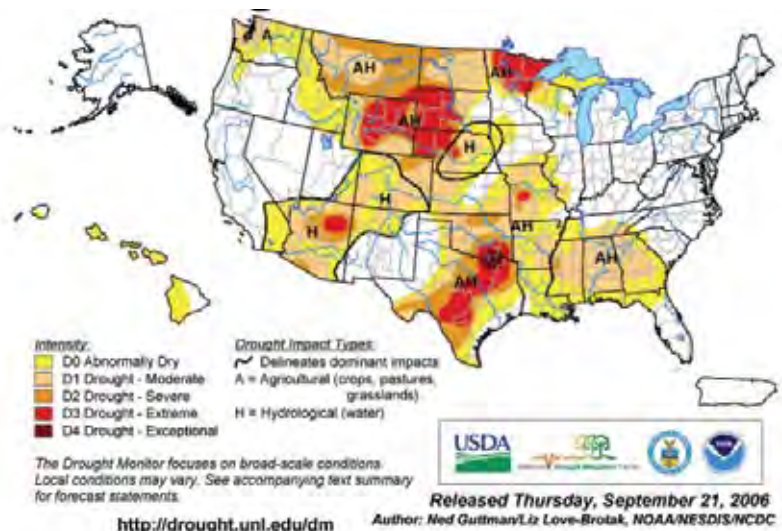 A
AH
AH
AH
H
H
H
AH
AH
AH
Intensity:
D0 Abnormally Dry
D1 Drought - Moderate
D2 Drought - Severe
D3 Drought - Extreme
D4 Drought - Exceptional
Drought Impact Types:
Delineates dominant impacts
A = Agricultural (crops, pastures,
grasslands)
H = Hydrological (water)
The Drought Monitor focuses on broad-scale conditions.
Local conditions may vary. See accompanying text summary
for forecast statements.
http://drought.unl.edu/dm
USDA
Released Thursday, September 21, 2006
Author: Ned Guttman/Liz Love-Brotak, NOAA/NESDIS/NCDC